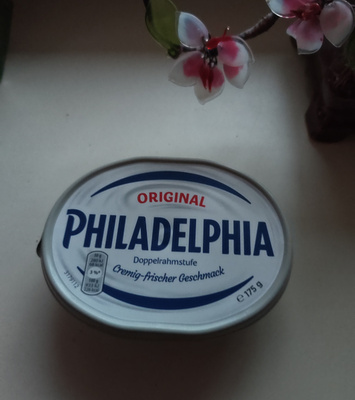 ORIGINAL
PHILADELPHIA
Doppelrahmstufe
Cremig-frischer Geschmack
e 175 g